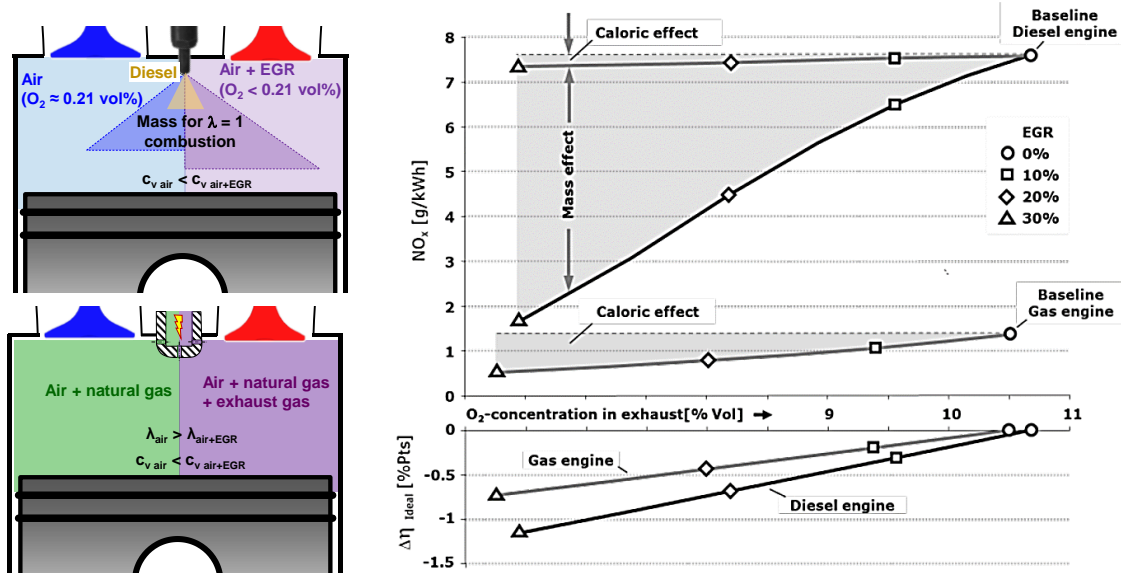 Air
(O₂ ≈ 0.21 vol%)
Diesel
Air + EGR
(O₂ < 0.21 vol%)
Mass for λ = 1
combustion
cᵥ ₐᵢᵣ < cᵥ ₐᵢᵣ₊EGR
Air + natural gas
Air + natural gas
+ exhaust gas
λair > λair+EGR
cv air < cv air+EGR
NOx [g/kWh]
8
7
6
5
4
3
2
1
0
Caloric effect
Mass effect
Baseline
Diesel engine
EGR
0%
10%
20%
30%
Caloric effect
Baseline
Gas engine
O₂-concentration in exhaust[% Vol]
9
10
11
Δη Ideal [%Pts]
0
-0.5
-1
-1.5
Gas engine
Diesel engine